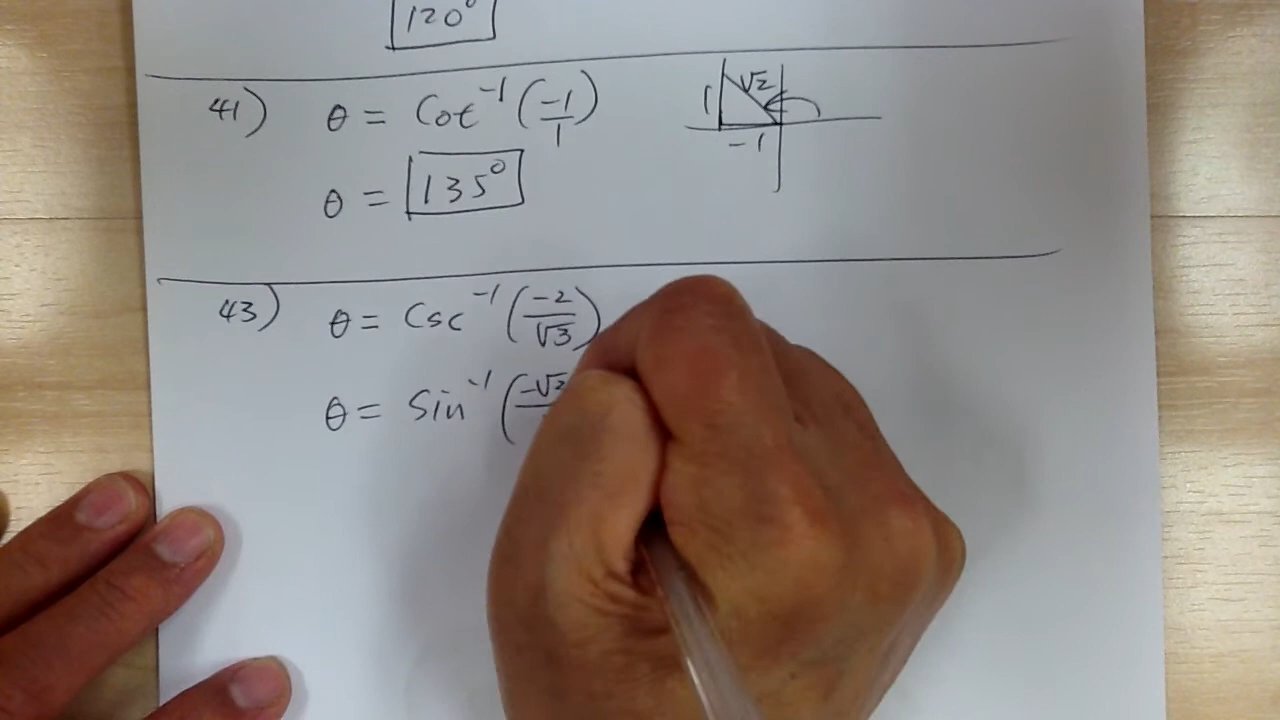 120°
41) θ = Cot⁻¹(-1/1)
√2
1
-1
θ = 135°
43) θ = Csc⁻¹(-2/√3)
θ = Sin⁻¹(-√